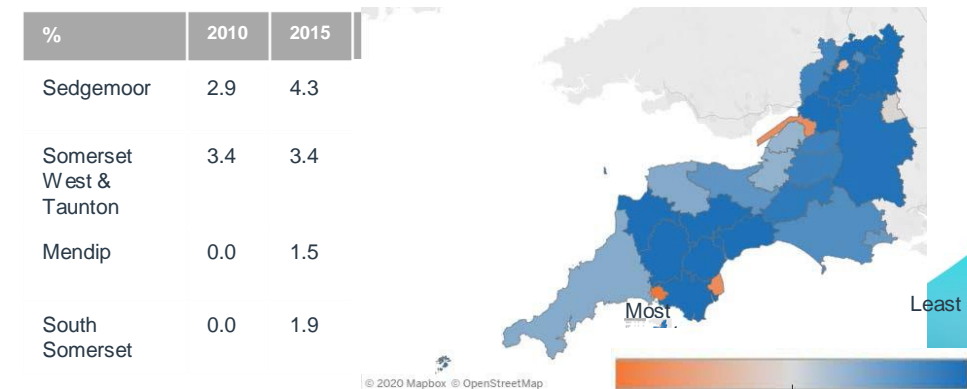 % 2010 2015
Sedgemoor 2.9 4.3
Somerset 3.4 3.4
West &
Taunton
Mendip 0.0 1.5
South 0.0 1.9
Somerset
Most
Least
© 2020 Mapbox © OpenStreetMap